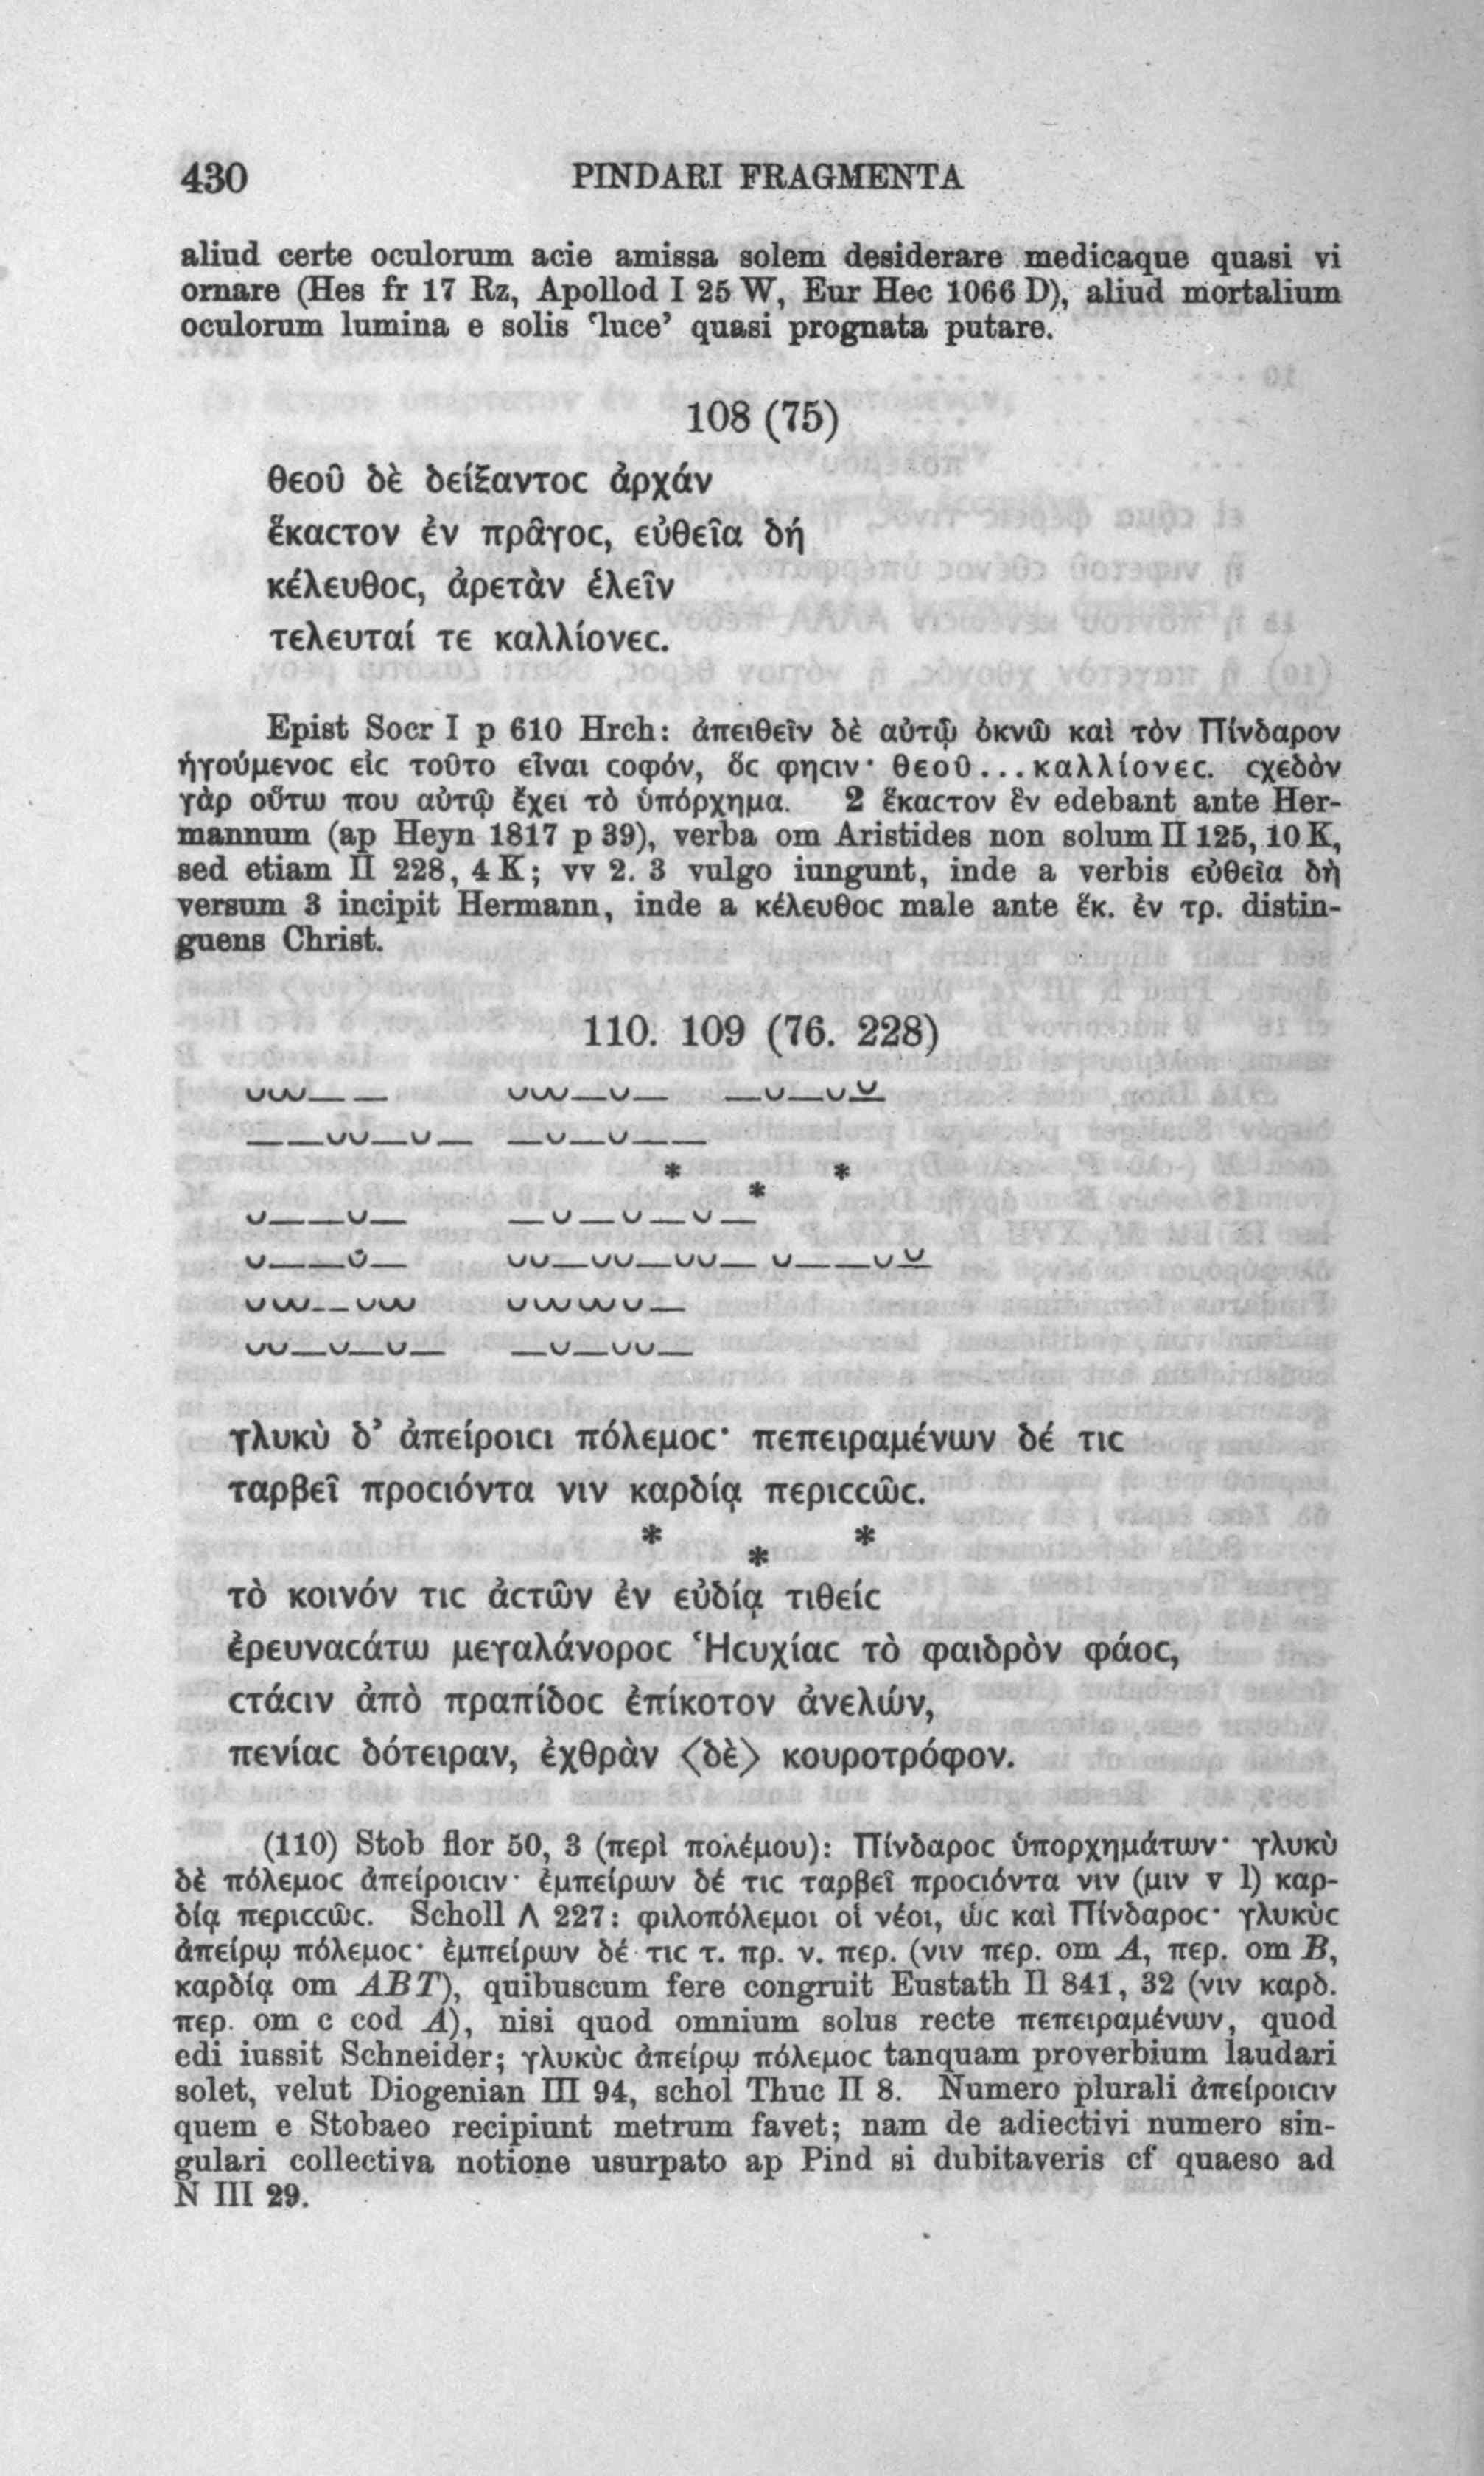 430 PINDARI FRAGMENTA
aliud certe oculorum acie amissa solem desiderare medicaque quasi vi
ornare (Hes fr 17 Rz, Apollod I 25 W, Eur Hec 1066 D), aliud mortalium
oculorum lumina e solis ‘luce’ quasi prognata putare.
108 (75)
θεοῦ δὲ δείξαντος ἀρχάν
ἕκαςτον ἐν πρᾶγος, εὐθεῖα δή
κέλευθος, ἀρετὰν ἑλεῖν
τελευταί τε καλλίονες.
Epist Socr I p 610 Hrch: ἀπειθεῖν δὲ αὐτῷ ὀκνῶ καὶ τὸν Πίνδαρον
ἡγούμενος εἰς τοῦτο εἶναι ςοφόν, ὅς φηςιν· θεοῦ...καλλίονες. ςχεδὸν
γὰρ οὕτω που αὐτῷ ἔχει τὸ ὑπόρχημα. 2 ἕκαςτον ἓν edebant ante Her-
mannum (ap Heyn 1817 p 39), verba om Aristides non solum II 125, 10 K,
sed etiam II 228, 4 K; vv 2. 3 vulgo iungunt, inde a verbis εὐθεῖα δὴ
versum 3 incipit Hermann, inde a κέλευθος male ante ἕκ. ἐν τρ. distin-
guens Christ.
110. 109 (76. 228)
γλυκὺ δ’ ἀπείροιςι πόλεμος· πεπειραμένων δέ τις
ταρβεῖ προςιόντα νιν καρδίᾳ περιςςῶς.
* * *
τὸ κοινόν τις ἀςτῶν ἐν εὐδίᾳ τιθείς
ἐρευναςάτω μεγαλάνορος Ἡςυχίας τὸ φαιδρὸν φάος,
ςτάςιν ἀπὸ πραπίδος ἐπίκοτον ἀνελών,
πενίας δότειραν, ἐχθρὰν ⟨δὲ⟩ κουροτρόφον.
(110) Stob flor 50, 3 (περὶ πολέμου): Πίνδαρος ὑπορχημάτων· γλυκὺ
δὲ πόλεμος ἀπείροιςιν· ἐμπείρων δέ τις ταρβεῖ προςιόντα νιν (μιν v l) καρ-
δίᾳ περιςςῶς. Scholl Λ 227: φιλοπόλεμοι οἱ νέοι, ὡς καὶ Πίνδαρος· γλυκὺς
ἀπείρῳ πόλεμος· ἐμπείρων δέ τις τ. πρ. ν. περ. (νιν περ. om A, περ. om B,
καρδίᾳ om ABT), quibuscum fere congruit Eustath Il 841, 32 (νιν καρδ.
περ. om c cod A), nisi quod omnium solus recte πεπειραμένων, quod
edi iussit Schneider; γλυκὺς ἀπείρῳ πόλεμος tanquam proverbium laudari
solet, velut Diogenian III 94, schol Thuc II 8. Numero plurali ἀπείροιςιν
quem e Stobaeo recipiunt metrum favet; nam de adiectivi numero sin-
gulari collectiva notione usurpato ap Pind si dubitaveris cf quaeso ad
N III 29.